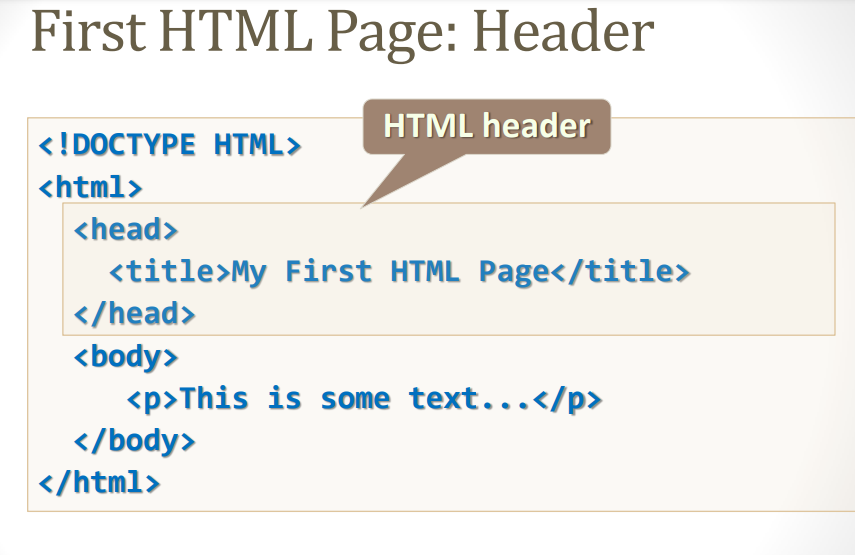 First HTML Page: Header
HTML header
<!DOCTYPE HTML>
<html>
<head>
<title>My First HTML Page</title>
</head>
<body>
<p>This is some text...</p>
</body>
</html>